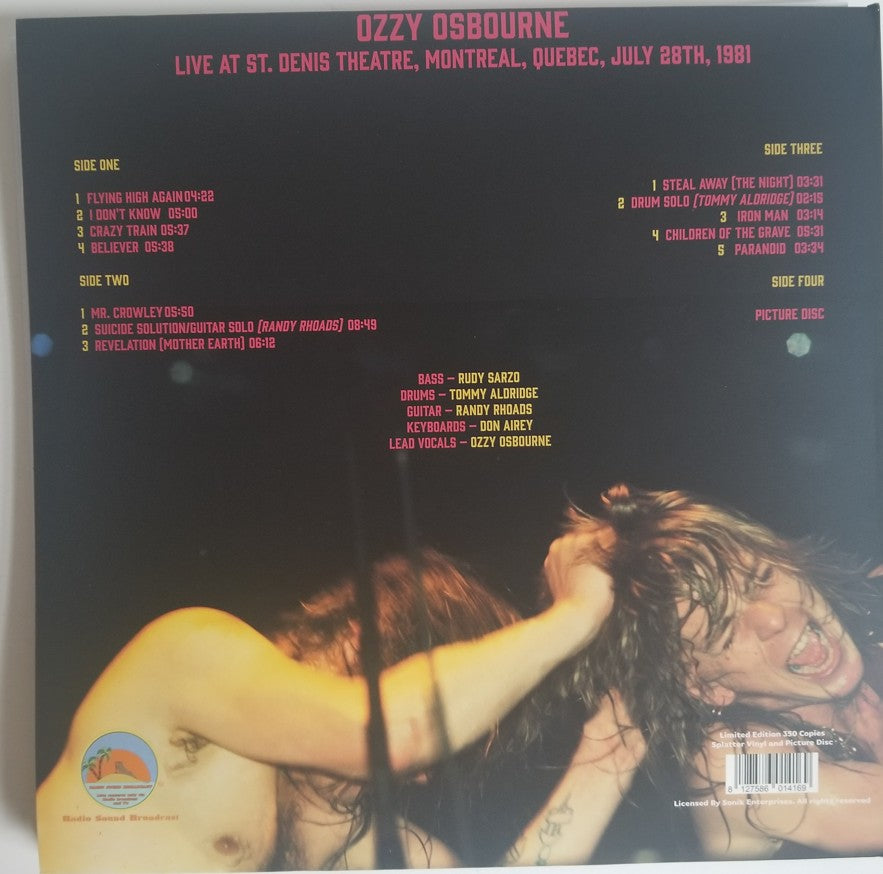 OZZY OSBOURNE
LIVE AT ST. DENIS THEATRE, MONTREAL, QUEBEC, JULY 28TH, 1981
SIDE ONE
1 FLYING HIGH AGAIN 04:22
2 I DON'T KNOW 05:00
3 CRAZY TRAIN 05:37
4 BELIEVER 05:38
SIDE TWO
1 MR. CROWLEY 05:50
2 SUICIDE SOLUTION/GUITAR SOLO (RANDY RHOADS) 08:49
3 REVELATION (MOTHER EARTH) 06:12
SIDE THREE
1 STEAL AWAY (THE NIGHT) 03:31
2 DRUM SOLO (TOMMY ALDRIGE) 02:15
3 IRON MAN 03:14
4 CHILDREN OF THE GRAVE 05:31
5 PARANOID 03:34
SIDE FOUR
PICTURE DISC
BASS – RUDY SARZO
DRUMS – TOMMY ALDRIDGE
GUITAR – RANDY RHOADS
KEYBOARDS – DON AIREY
LEAD VOCALS – OZZY OSBOURNE
Radio Sound Broadcast
Limited Edition 350 Copies
Splatter Vinyl and Picture Disc
8 127586 014169
Licensed By Sonik Enterprises. All rights reserved